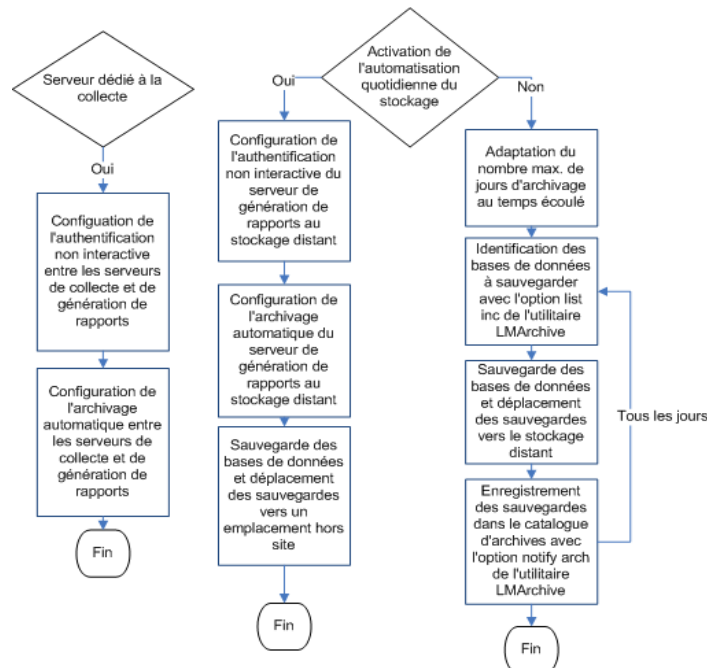 Serveur dédié à la
collecte
Oui
Configuation de
l'authentification
non interactive
entre les serveurs
de collecte et de
génération de
rapports
Configuration de
l'archivage
automatique entre
les serveurs de
collecte et de
génération de
rapports
Fin
Activation de
l'automatisation
quotidienne du
stockage
Oui
Configuration de
l'authentification
non interactive du
serveur de
génération de
rapports au
stockage distant
Configuration de
l'archivage
automatique du
serveur de
génération de
rapports au
stockage distant
Sauvegarde des
bases de données
et déplacement
des sauvegardes
vers un
emplacement hors
site
Fin
Non
Adaptation du
nombre max. de
jours d'archivage
au temps écoulé
Identification des
bases de données
à sauvegarder
avec l'option list
inc de l'utilitaire
LMArchive
Sauvegarde des
bases de données
et déplacement
des sauvegardes
vers le stockage
distant
Tous les jours
Enregistrement
des sauvegardes
dans le catalogue
d'archives avec
l'option notify arch
de l'utilitaire
LMArchive
Fin